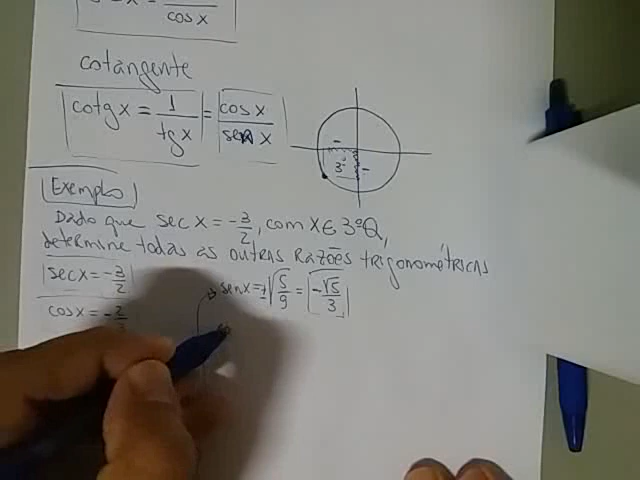 cos x
cotangente
cotg x = 1/tg x = cos x/sen x
3º
- -
Exemplo
Dado que sec x = -3/2, com x ∈ 3ºQ,
determine todas as outras razões trigonométricas
sec x = -3/2
sen x = ±√5/9 = -√5/3
cos x = -2/3